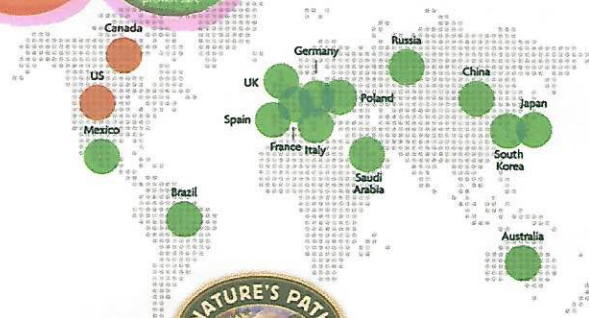 Canada
Russia
Germany
US
UK
China
Poland
Japan
Spain
Mexico
France
Italy
South
Korea
Saudi
Arabia
Brazil
Australia
NATURE'S PATH